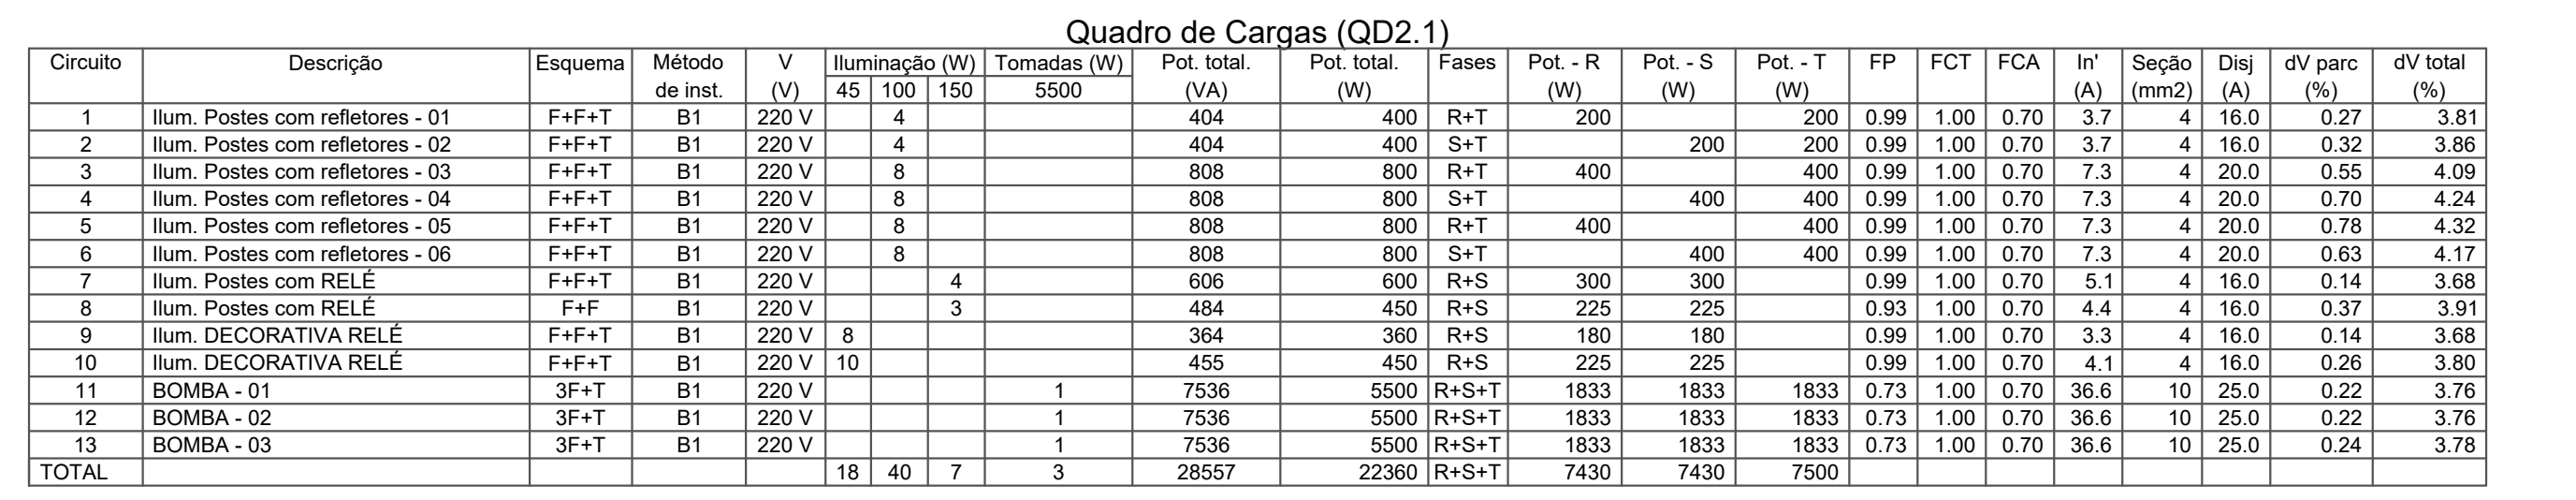 Quadro de Cargas (QD2.1)
Circuito Descrição Esquema Método V Iluminação (W) Tomadas (W) Pot. total. Pot. total. Fases Pot. - R Pot. - S Pot. - T FP FCT FCA In' Seção Disj dV parc dV total
de inst. (V) 45 100 150 5500 (VA) (W) (W) (W) (W) (A) (mm2) (A) (%) (%)
1 Ilum. Postes com refletores - 01 F+F+T B1 220 V 4 404 400 R+T 200 200 0.99 1.00 0.70 3.7 4 16.0 0.27 3.81
2 Ilum. Postes com refletores - 02 F+F+T B1 220 V 4 404 400 S+T 200 200 0.99 1.00 0.70 3.7 4 16.0 0.32 3.86
3 Ilum. Postes com refletores - 03 F+F+T B1 220 V 8 808 800 R+T 400 400 0.99 1.00 0.70 7.3 4 20.0 0.55 4.09
4 Ilum. Postes com refletores - 04 F+F+T B1 220 V 8 808 800 S+T 400 400 0.99 1.00 0.70 7.3 4 20.0 0.70 4.24
5 Ilum. Postes com refletores - 05 F+F+T B1 220 V 8 808 800 R+T 400 400 0.99 1.00 0.70 7.3 4 20.0 0.78 4.32
6 Ilum. Postes com refletores - 06 F+F+T B1 220 V 8 808 800 S+T 400 400 0.99 1.00 0.70 7.3 4 20.0 0.63 4.17
7 Ilum. Postes com RELÉ F+F+T B1 220 V 4 606 600 R+S 300 300 0.99 1.00 0.70 5.1 4 16.0 0.14 3.68
8 Ilum. Postes com RELÉ F+F B1 220 V 3 484 450 R+S 225 225 0.93 1.00 0.70 4.4 4 16.0 0.37 3.91
9 Ilum. DECORATIVA RELÉ F+F+T B1 220 V 8 364 360 R+S 180 180 0.99 1.00 0.70 3.3 4 16.0 0.14 3.68
10 Ilum. DECORATIVA RELÉ F+F+T B1 220 V 10 455 450 R+S 225 225 0.99 1.00 0.70 4.1 4 16.0 0.26 3.80
11 BOMBA - 01 3F+T B1 220 V 1 7536 5500 R+S+T 1833 1833 1833 0.73 1.00 0.70 36.6 10 25.0 0.22 3.76
12 BOMBA - 02 3F+T B1 220 V 1 7536 5500 R+S+T 1833 1833 1833 0.73 1.00 0.70 36.6 10 25.0 0.22 3.76
13 BOMBA - 03 3F+T B1 220 V 1 7536 5500 R+S+T 1833 1833 1833 0.73 1.00 0.70 36.6 10 25.0 0.24 3.78
TOTAL 18 40 7 3 28557 22360 R+S+T 7430 7430 7500